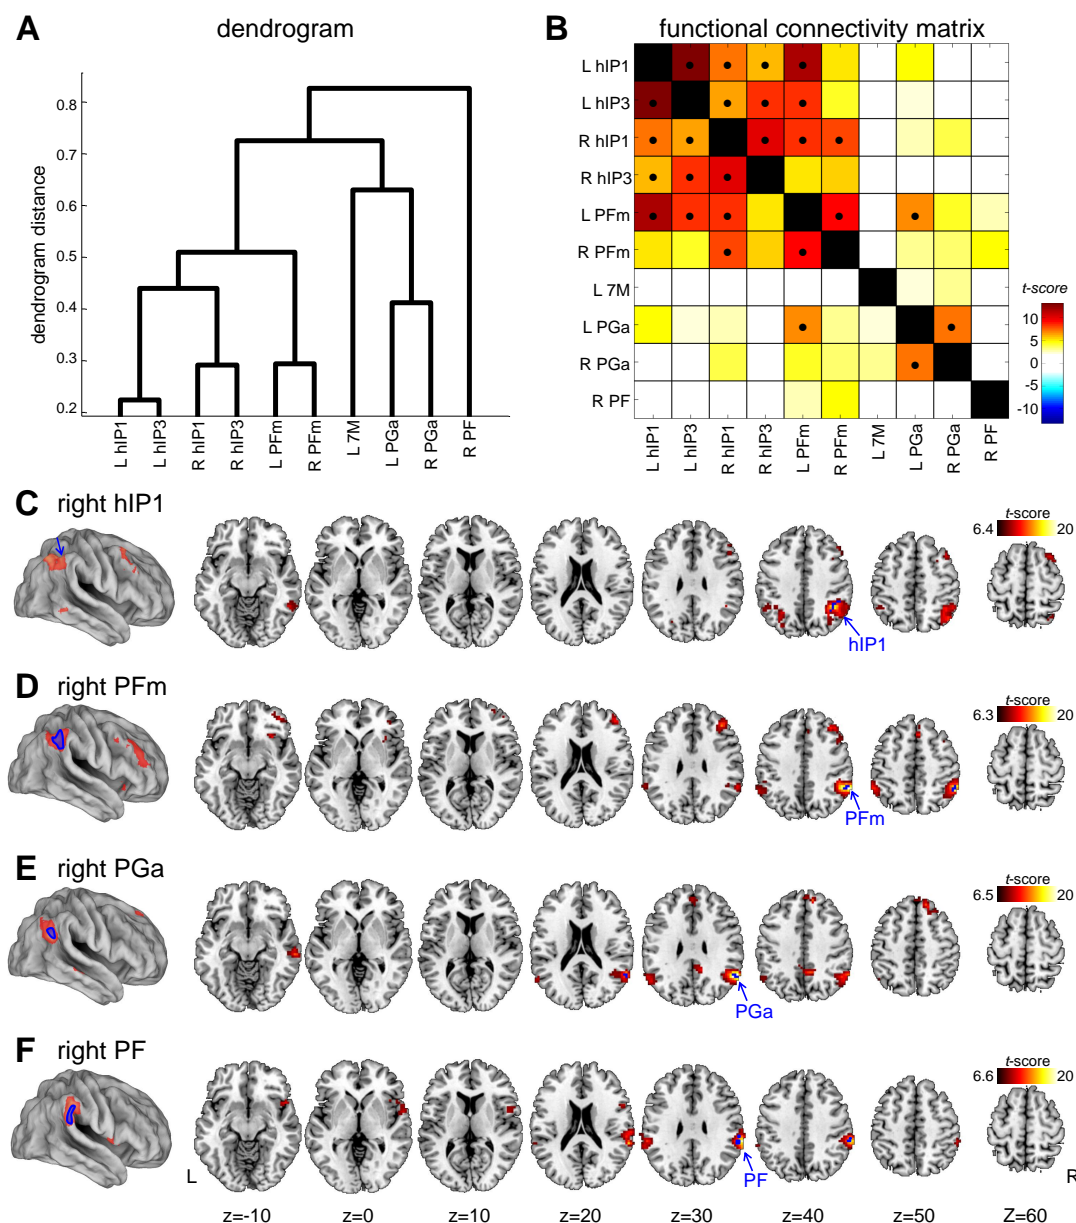 A dendrogram
dendrogram distance
0.8
0.7
0.6
0.5
0.4
0.3
0.2
L hIP1
L hIP3
R hIP1
R hIP3
L PFm
R PFm
L 7M
L PGa
R PGa
R PF
B functional connectivity matrix
L hIP1
L hIP3
R hIP1
R hIP3
L PFm
R PFm
L 7M
L PGa
R PGa
R PF
L hIP1
L hIP3
R hIP1
R hIP3
L PFm
R PFm
L 7M
L PGa
R PGa
R PF
t-score
10
5
0
-5
-10
C right hIP1
t-score
6.4 20
hIP1
D right PFm
t-score
6.3 20
PFm
E right PGa
t-score
6.5 20
PGa
F right PF
t-score
6.6 20
PF
L R
z=-10 z=0 z=10 z=20 z=30 z=40 z=50 Z=60